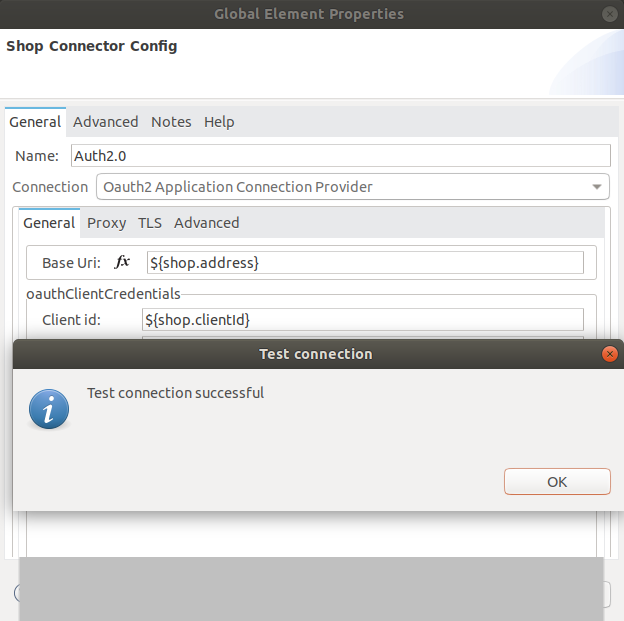 Global Element Properties
Shop Connector Config
General Advanced Notes Help
Name: Auth2.0
Connection Oauth2 Application Connection Provider
General Proxy TLS Advanced
Base Uri: fx ${shop.address}
oauthClientCredentials
Client id: ${shop.clientId}
Test connection
i
Test connection successful
OK